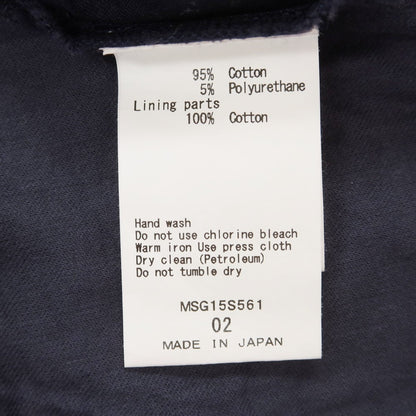 95% Cotton
5% Polyurethane
Lining parts
100% Cotton
Hand wash
Do not use chlorine bleach
Warm iron Use press cloth
Dry clean (Petroleum)
Do not tumble dry
MSG15S561
02
MADE IN JAPAN